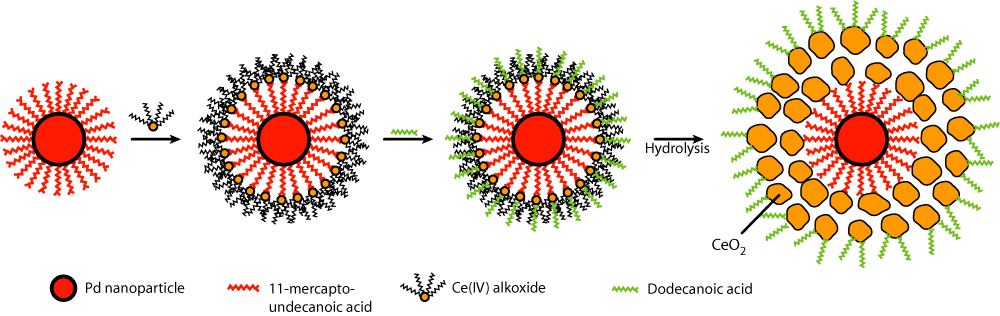 Hydrolysis
CeO₂
Pd nanoparticle
11-mercapto-
undecanoic acid
Ce(IV) alkoxide
Dodecanoic acid